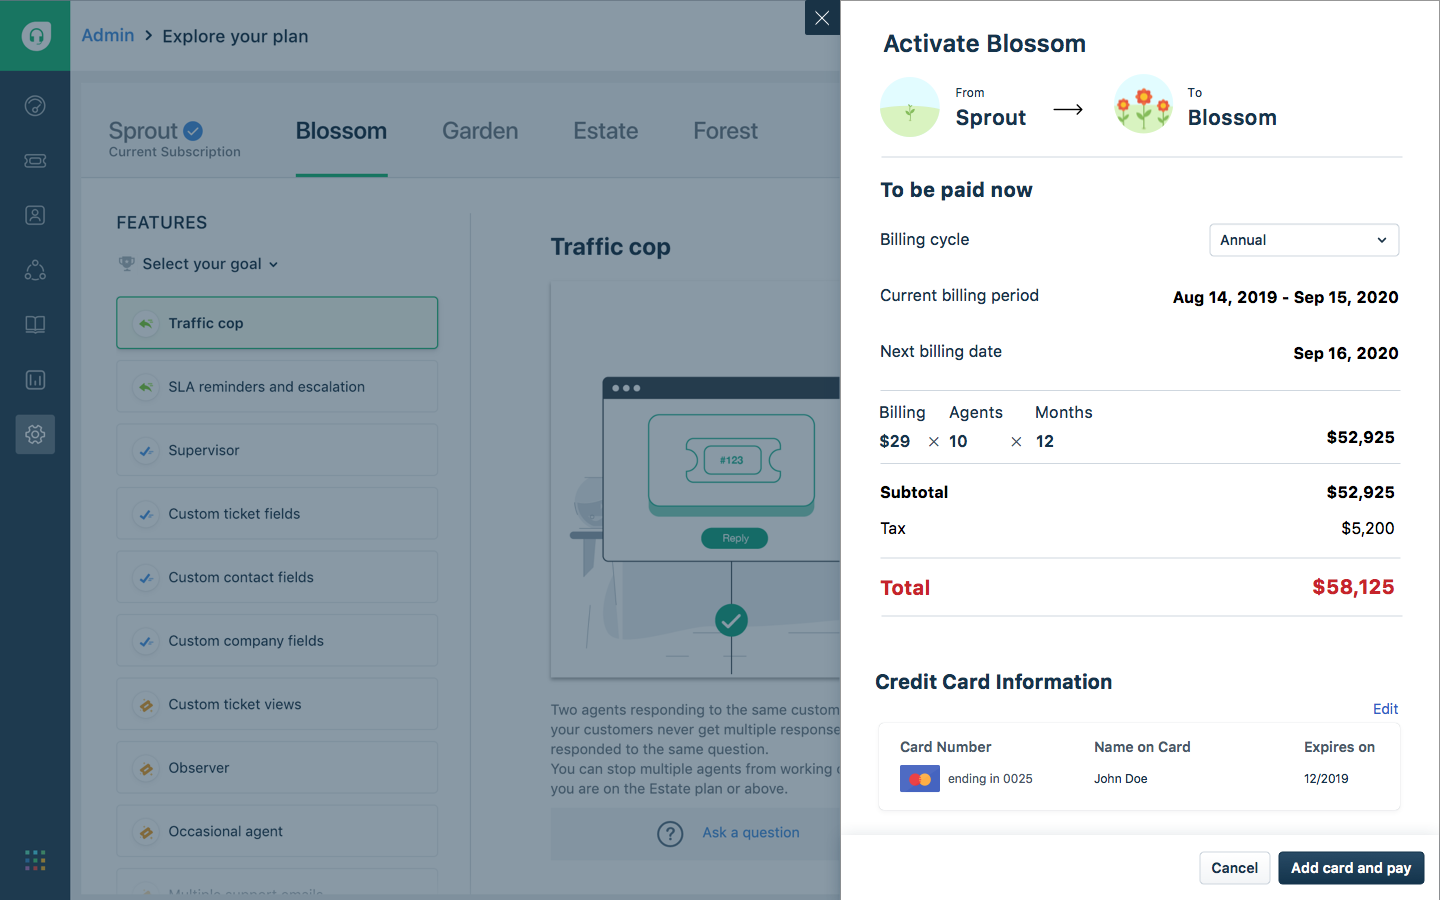 Admin > Explore your plan
Sprout
Current Subscription
Blossom
Garden
Estate
Forest
FEATURES
Select your goal
Traffic cop
SLA reminders and escalation
Supervisor
Custom ticket fields
Custom contact fields
Custom company fields
Custom ticket views
Observer
Occasional agent
Multiple support emails
Traffic cop
#123
Reply
Two agents responding to the same custom
your customers never get multiple response
responded to the same question.
You can stop multiple agents from working
you are on the Estate plan or above.
? Ask a question
Activate Blossom
From
Sprout
To
Blossom
To be paid now
Billing cycle Annual
Current billing period Aug 14, 2019 - Sep 15, 2020
Next billing date Sep 16, 2020
Billing Agents Months
$29 × 10 × 12 $52,925
Subtotal $52,925
Tax $5,200
Total $58,125
Credit Card Information
Edit
Card Number Name on Card Expires on
ending in 0025 John Doe 12/2019
Cancel Add card and pay